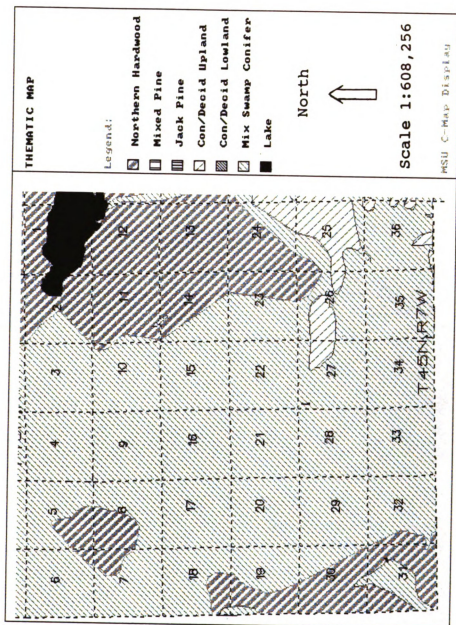 THEMATIC MAP
Legend:
Northern Hardwood
Mixed Pine
Jack Pine
Con/Decid Upland
Con/Decid Lowland
Mix Swamp Conifer
Lake
North
Scale 1:608,256
MSU C-Map Display
6 5 4 3 2 1
7 8 9 10 11 12
18 17 16 15 14 13
19 20 21 22 23 24
30 29 28 27 26 25
31 32 33 34 35 36
T45N R7W